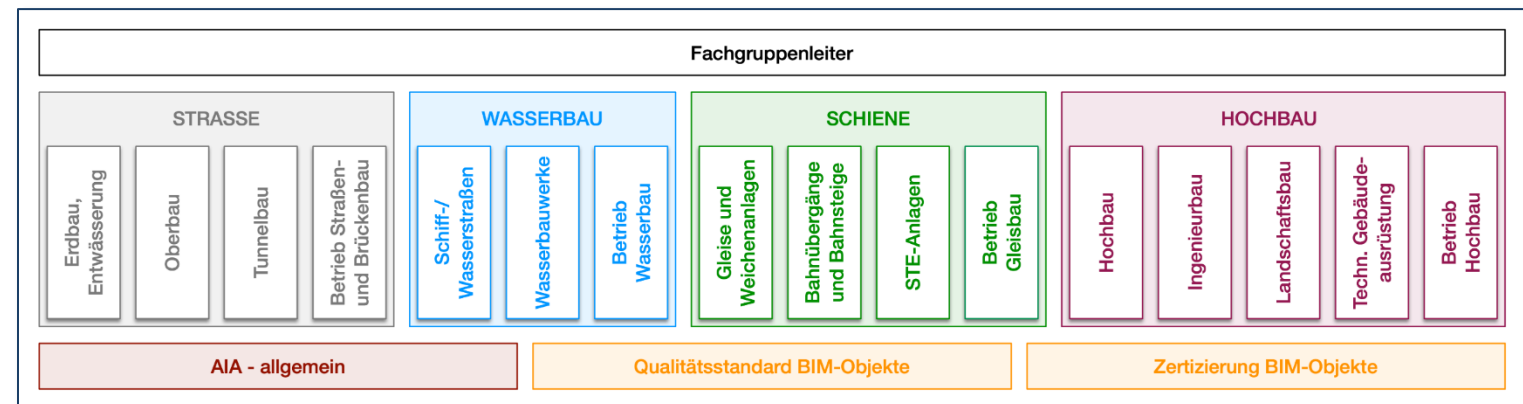 Fachgruppenleiter
STRASSE
Erdbau,
Entwässerung
Oberbau
Tunnelbau
Betrieb Straßen-
und Brückenbau
WASSERBAU
Schiff-/
Wasserstraßen
Wasserbauwerke
Betrieb
Wasserbau
SCHIENE
Gleise und
Weichenanlagen
Bahnübergänge
und Bahnsteige
STE-Anlagen
Betrieb
Gleisbau
HOCHBAU
Hochbau
Ingenieurbau
Landschaftsbau
Techn. Gebäude-
ausrüstung
Betrieb
Hochbau
AIA - allgemein
Qualitätsstandard BIM-Objekte
Zertizierung BIM-Objekte